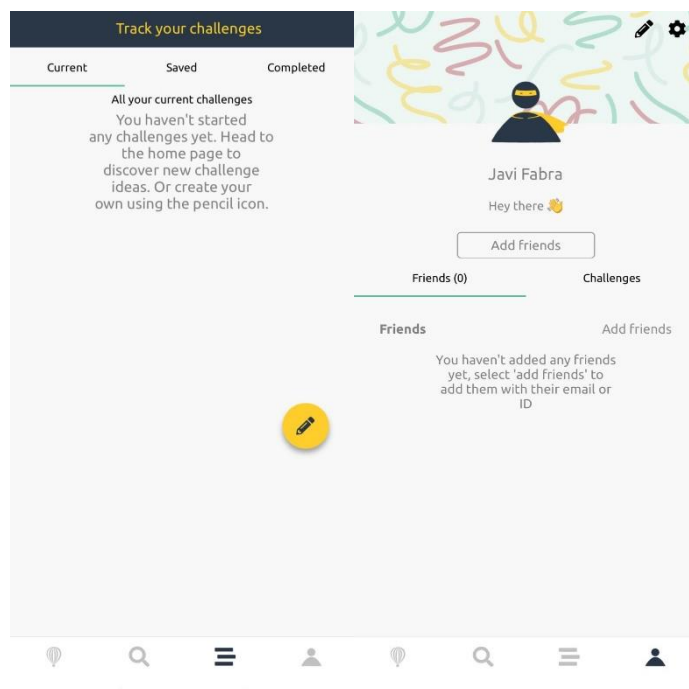 Track your challenges
Current Saved Completed
All your current challenges
You haven't started
any challenges yet. Head to
the home page to
discover new challenge
ideas. Or create your
own using the pencil icon.
Javi Fabra
Hey there 👋
Add friends
Friends (0) Challenges
Friends Add friends
You haven't added any friends
yet, select 'add friends' to
add them with their email or
ID